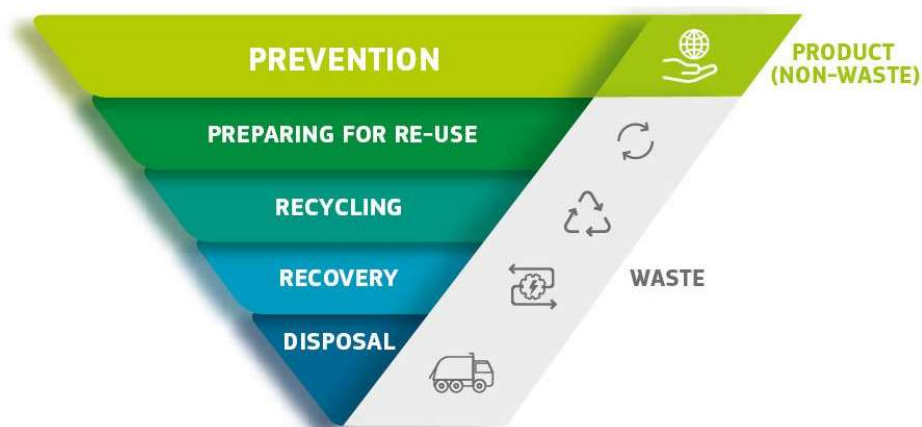 PREVENTION
PRODUCT
(NON-WASTE)
PREPARING FOR RE-USE
RECYCLING
RECOVERY
WASTE
DISPOSAL